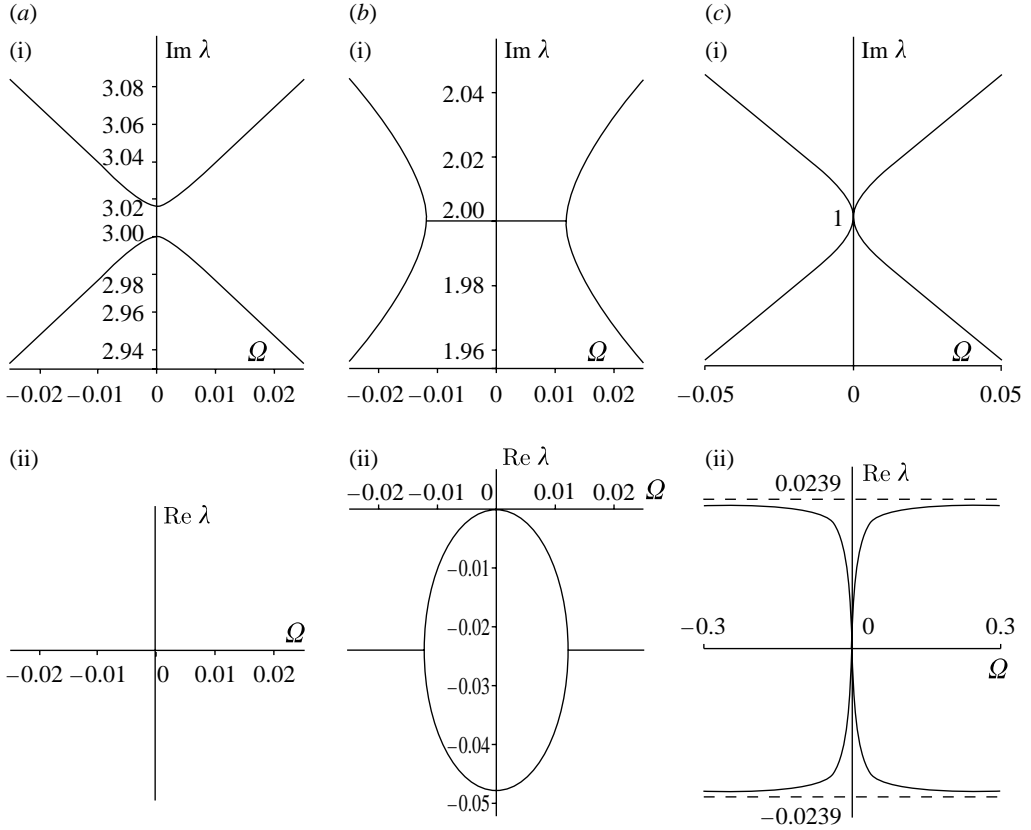 (a)
(i)
Im λ
3.08
3.06
3.04
3.02
3.00
2.98
2.96
2.94
Ω
−0.02 −0.01 0 0.01 0.02
(b)
(i)
Im λ
2.04
2.02
2.00
1.98
1.96
Ω
−0.02 −0.01 0 0.01 0.02
(c)
(i)
Im λ
1
Ω
−0.05 0 0.05
(ii)
Re λ
Ω
−0.02 −0.01 0 0.01 0.02
(ii)
Re λ
−0.02 −0.01 0 0.01 0.02 Ω
−0.01
−0.02
−0.03
−0.04
−0.05
(ii)
Re λ
0.0239
−0.3 0 0.3
Ω
−0.0239